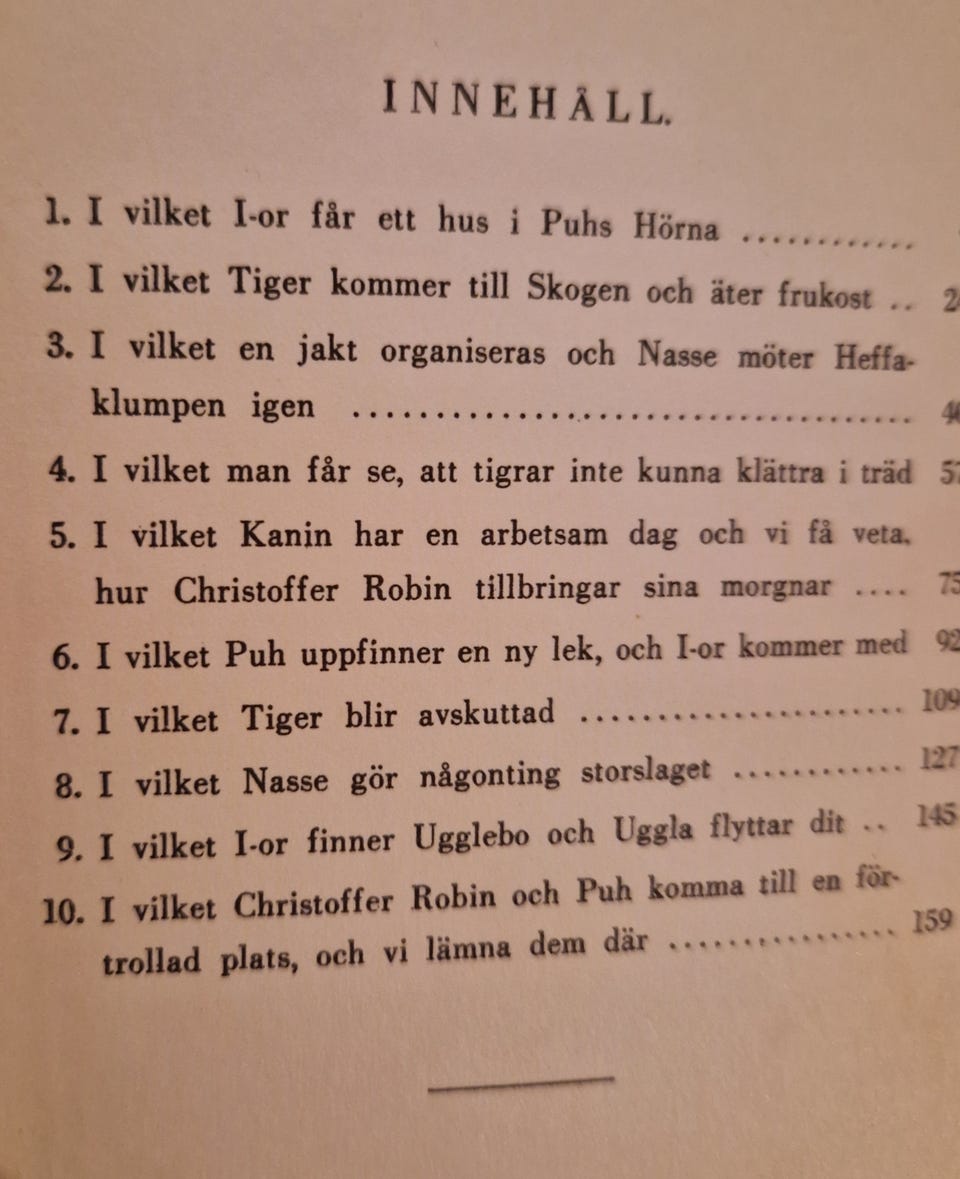 INNEHÅLL.
1. I vilket I-or får ett hus i Puhs Hörna ............
2. I vilket Tiger kommer till Skogen och äter frukost ..
3. I vilket en jakt organiseras och Nasse möter Heffa-
klumpen igen ....................................
4. I vilket man får se, att tigrar inte kunna klättra i träd
5. I vilket Kanin har en arbetsam dag och vi få veta,
hur Christoffer Robin tillbringar sina morgnar .... 75
6. I vilket Puh uppfinner en ny lek, och I-or kommer med 92
7. I vilket Tiger blir avskuttad ..................... 109
8. I vilket Nasse gör någonting storslaget ............ 127
9. I vilket I-or finner Ugglebo och Uggla flyttar dit .. 145
10. I vilket Christoffer Robin och Puh komma till en för-
trollad plats, och vi lämna dem där ................ 159